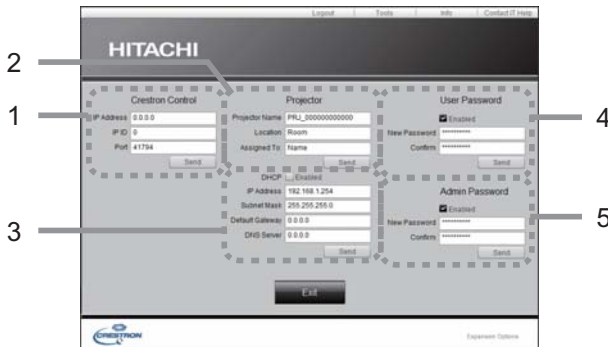 Logout Tools Info Contact IT Help
HITACHI
2
1
3
4
5
Crestron Control
IP Address 0.0.0.0
IP ID 0
Port 41794
Send
Projector
Projector Name PRJ_000000000000
Location Room
Assigned To: Name
Send
DHCP Enabled
IP Address 192.168.1.254
Subnet Mask 255.255.255.0
Default Gateway 0.0.0.0
DNS Server 0.0.0.0
Send
User Password
Enabled
New Password ***********
Confirm ***********
Send
Admin Password
Enabled
New Password ***********
Confirm ***********
Send
Exit
CRESTRON
Expansion Options